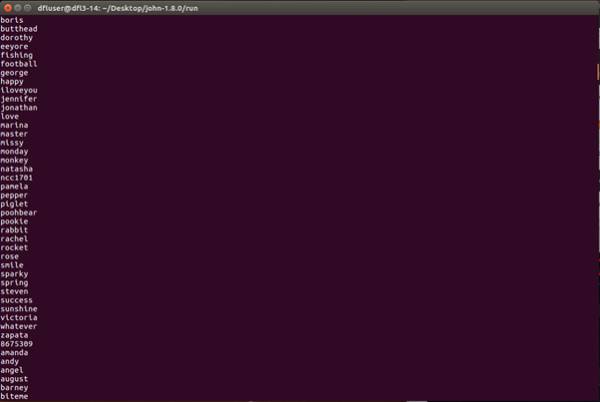 dfluser@dfl3-14: ~/Desktop/john-1.8.0/run
boris
butthead
dorothy
eeyore
fishing
football
george
happy
iloveyou
jennifer
jonathan
love
marina
master
missy
monday
monkey
natasha
ncc1701
pamela
pepper
piglet
poohbear
pookie
rabbit
rachel
rocket
rose
smile
sparky
spring
steven
success
sunshine
victoria
whatever
zapata
8675309
amanda
andy
angel
august
barney
biteme